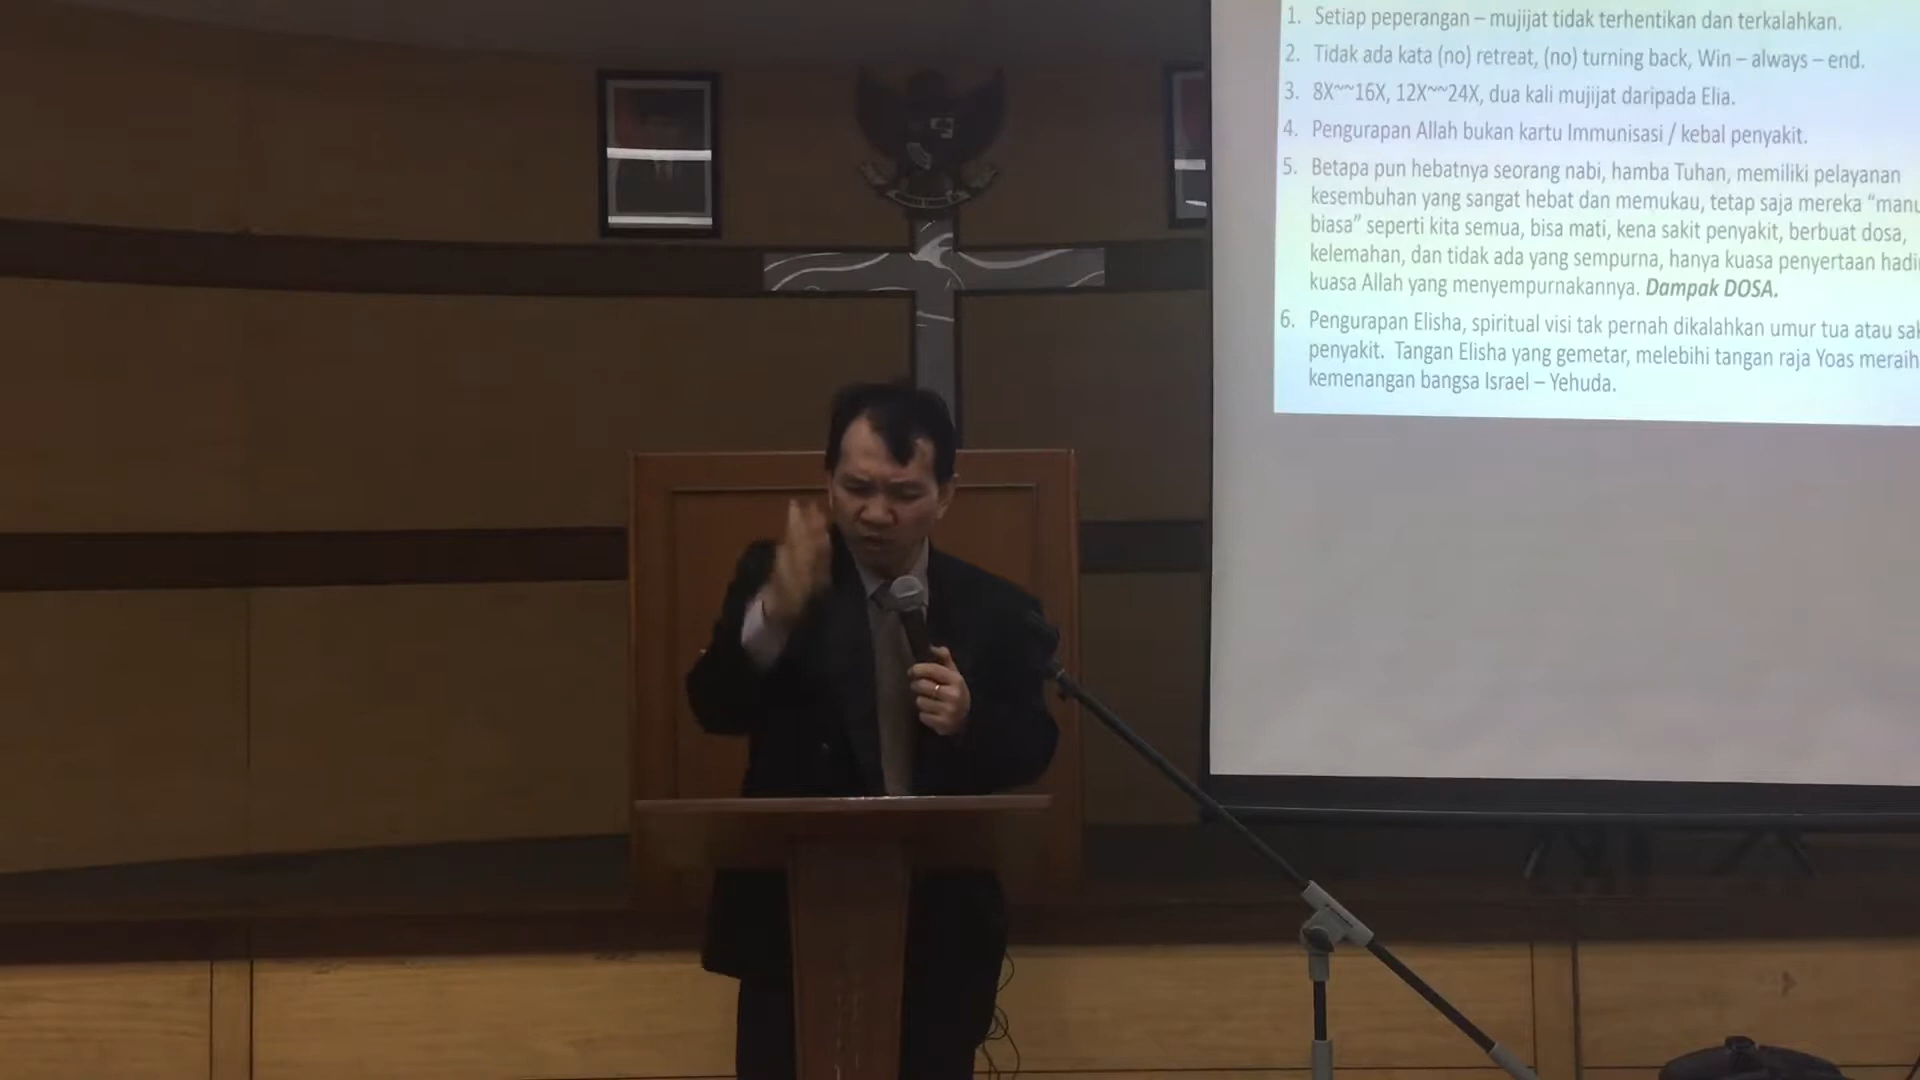 1. Setiap peperangan – mujijat tidak terhentikan dan terkalahkan.
2. Tidak ada kata (no) retreat, (no) turning back, Win – always – end.
3. 8X~~16X, 12X~~24X, dua kali mujijat daripada Elia.
4. Pengurapan Allah bukan kartu Immunisasi / kebal penyakit.
5. Betapa pun hebatnya seorang nabi, hamba Tuhan, memiliki pelayanan
kesembuhan yang sangat hebat dan memukau, tetap saja mereka
biasa" seperti kita semua, bisa mati, kena sakit penyakit, berbuat dosa,
kelemahan, dan tidak ada yang sempurna, hanya kuasa penyertaan
kuasa Allah yang menyempurnakannya. Dampak DOSA.
6. Pengurapan Elisha, spiritual visi tak pernah dikalahkan umur tua atau
penyakit. Tangan Elisha yang gemetar, melebihi tangan raja Yoas meraih
kemenangan bangsa Israel – Yehuda.